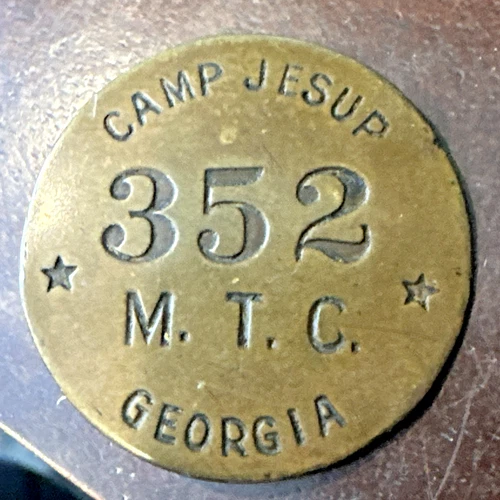 CAMP JESUP
352
M. T. C.
GEORGIA